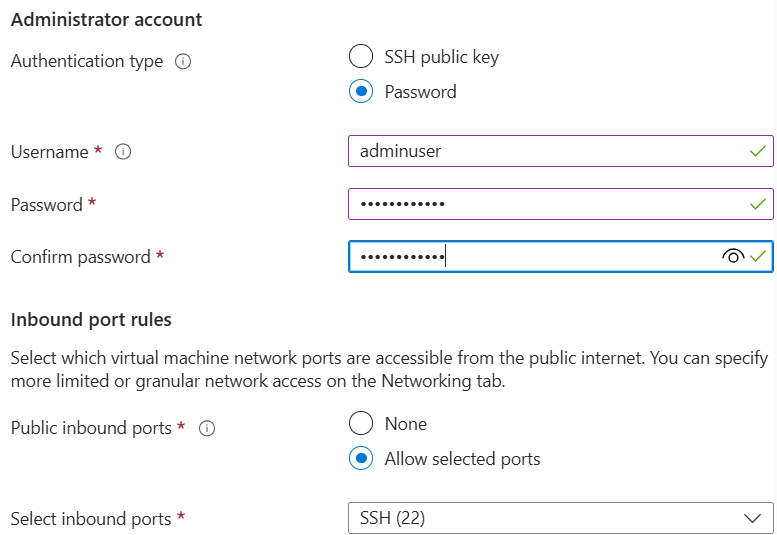 Administrator account
Authentication type
SSH public key
Password
Username *
adminuser
Password *
••••••••••••
Confirm password *
••••••••••••
Inbound port rules
Select which virtual machine network ports are accessible from the public internet. You can specify
more limited or granular network access on the Networking tab.
Public inbound ports *
None
Allow selected ports
Select inbound ports *
SSH (22)